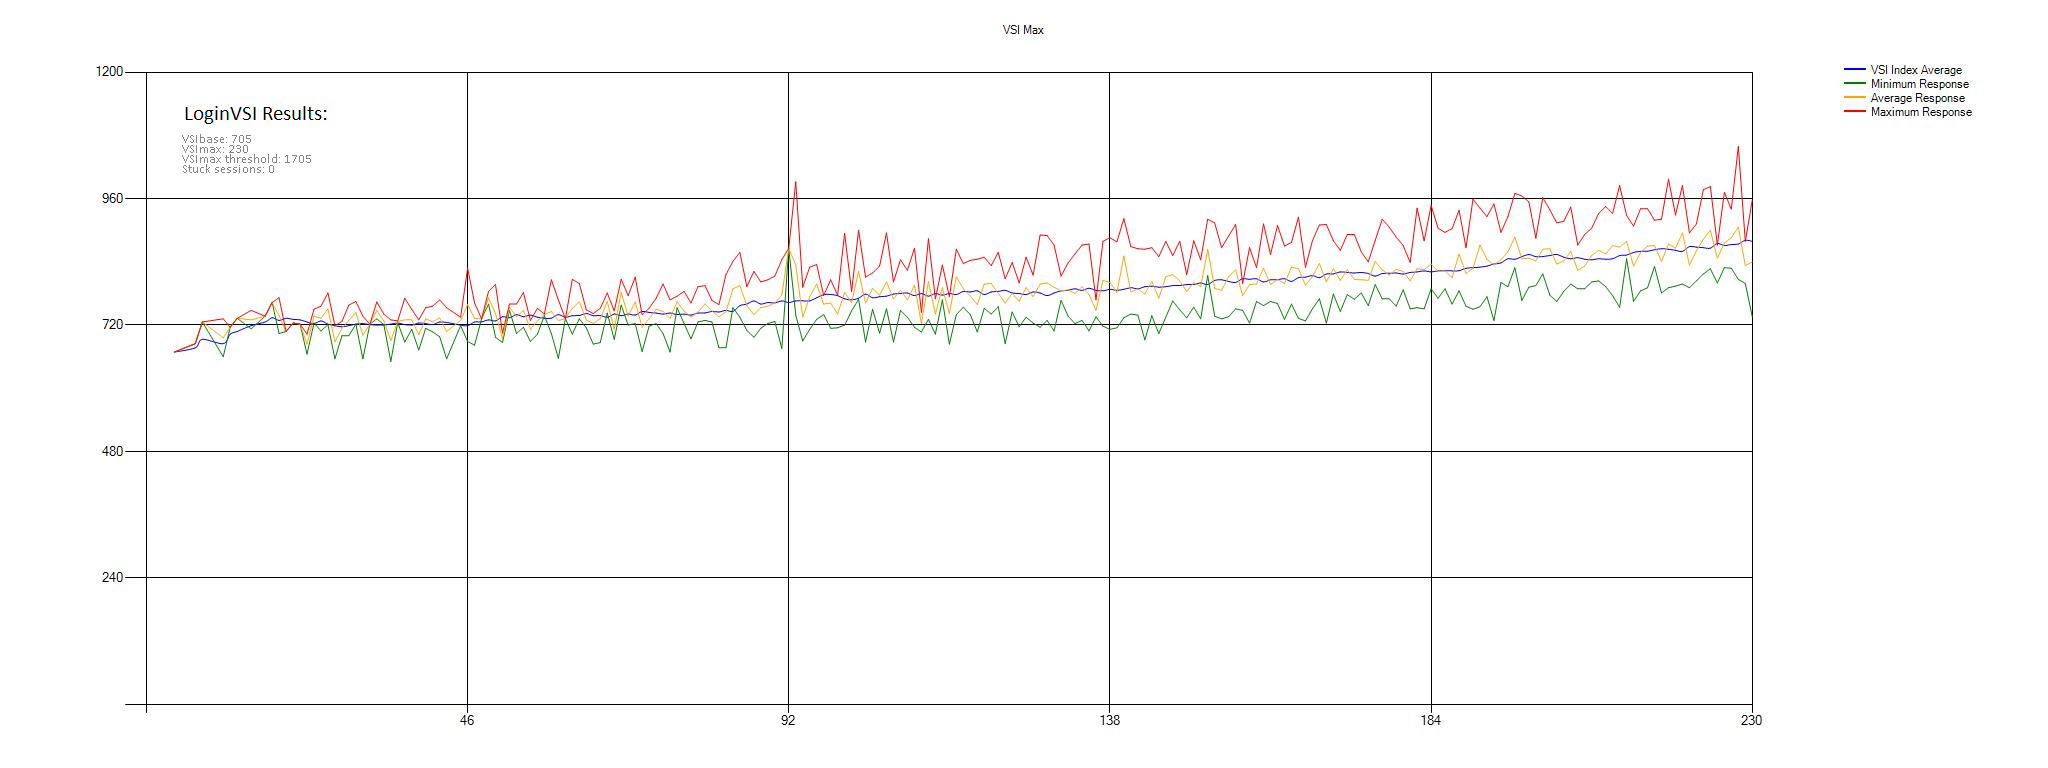 VSI Max
1200
960
720
480
240
LoginVSI Results:
VSIbase: 705
VSImax: 230
VSImax threshold: 1705
Stuck sessions: 0
46
92
138
184
230
VSI Index Average
Minimum Response
Average Response
Maximum Response